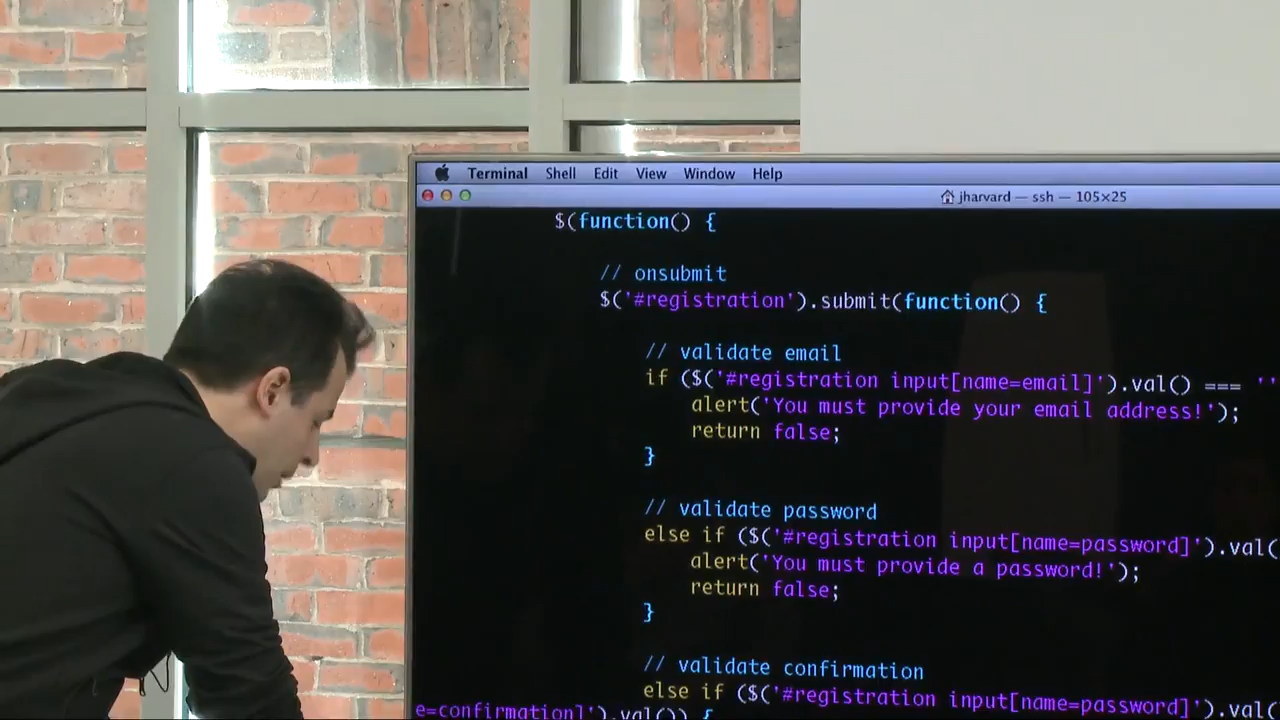 Terminal Shell Edit View Window Help
jharvard — ssh — 105×25
$(function() {
// onsubmit
$('#registration').submit(function() {
// validate email
if ($('#registration input[name=email]').val() === ''
alert('You must provide your email address!');
return false;
}
// validate password
else if ($('#registration input[name=password]').val(
alert('You must provide a password!');
return false;
}
// validate confirmation
else if ($('#registration input[name=password]').val(
e=confirmation]').val()) {